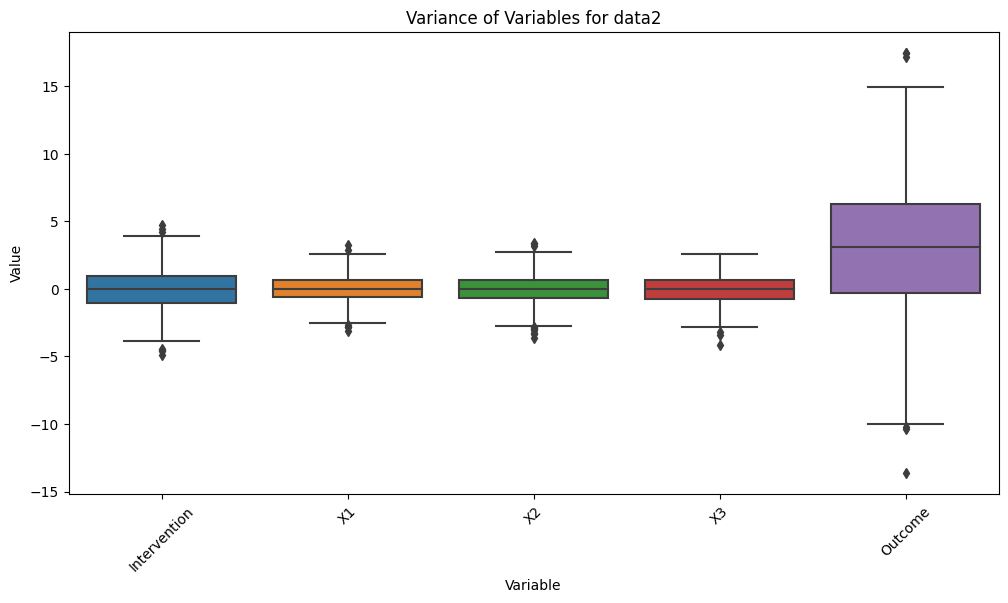 Variance of Variables for data2
Value
15
10
5
0
−5
−10
−15
Intervention
X1
X2
X3
Outcome
Variable